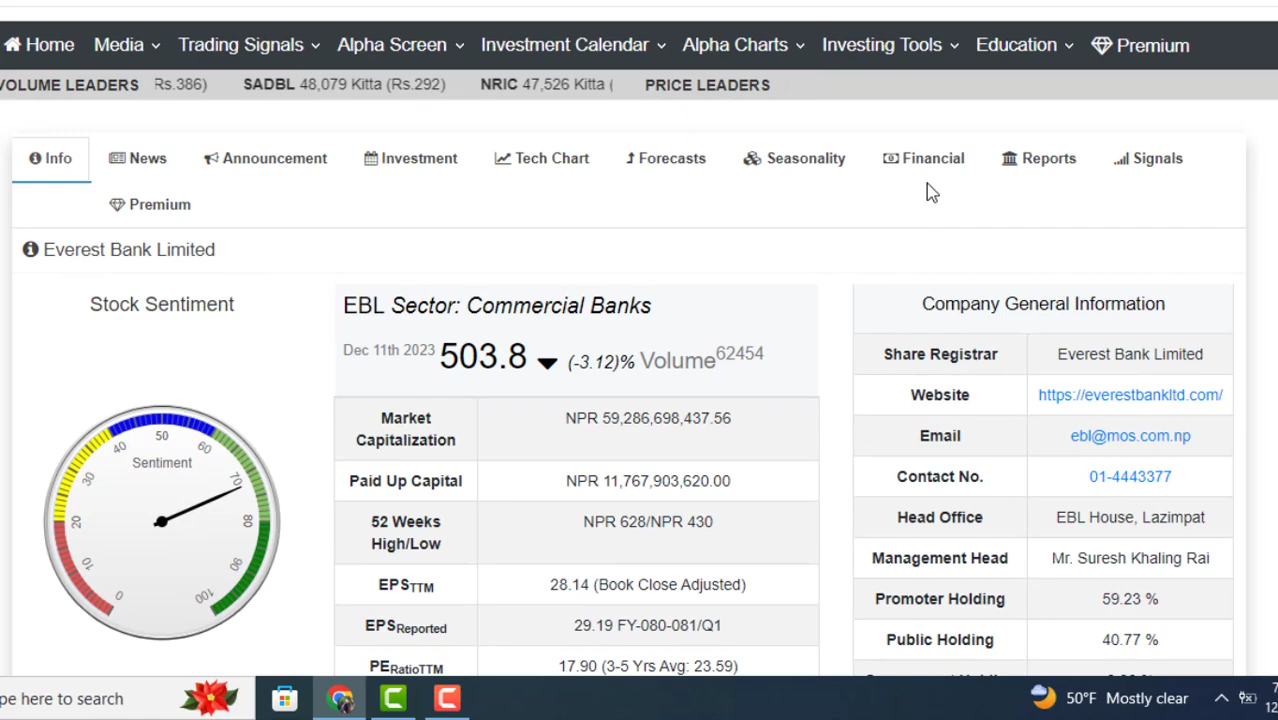 Home Media Trading Signals Alpha Screen Investment Calendar Alpha Charts Investing Tools Education Premium
VOLUME LEADERS Rs.386) SADBL 48,079 Kitta (Rs.292) NRIC 47,526 Kitta ( PRICE LEADERS
Info News Announcement Investment Tech Chart Forecasts Seasonality Financial Reports Signals
Premium
Everest Bank Limited
Stock Sentiment
0 10 20 30 40 50 60 70 80 90 100
Sentiment
EBL Sector: Commercial Banks
Dec 11th 2023 503.8 (-3.12)% Volume 62454
Market Capitalization NPR 59,286,698,437.56
Paid Up Capital NPR 11,767,903,620.00
52 Weeks High/Low NPR 628/NPR 430
EPSTTM 28.14 (Book Close Adjusted)
EPSReported 29.19 FY-080-081/Q1
PERatioTTM 17.90 (3-5 Yrs Avg: 23.59)
Company General Information
Share Registrar Everest Bank Limited
Website https://everestbankltd.com/
Email ebl@mos.com.np
Contact No. 01-4443377
Head Office EBL House, Lazimpat
Management Head Mr. Suresh Khaling Rai
Promoter Holding 59.23 %
Public Holding 40.77 %
pe here to search 50°F Mostly clear